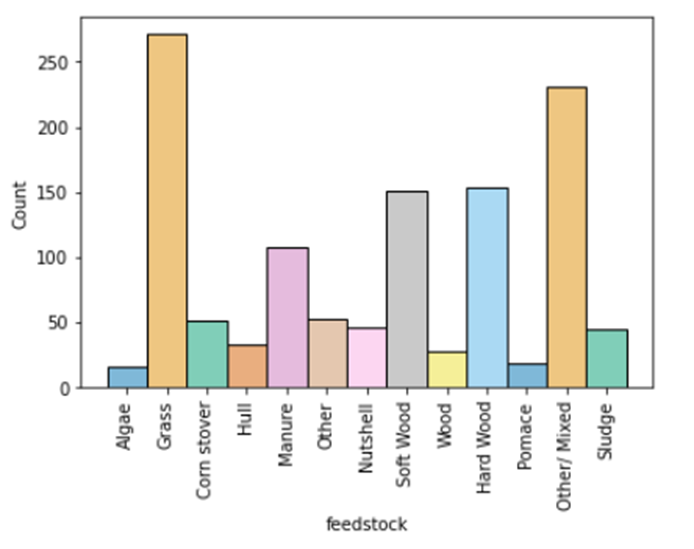 250
200
150
100
50
0
Count
Algae
Grass
Corn stover
Hull
Manure
Other
Nutshell
Soft Wood
Wood
Hard Wood
Pomace
Other/ Mixed
Sludge
feedstock